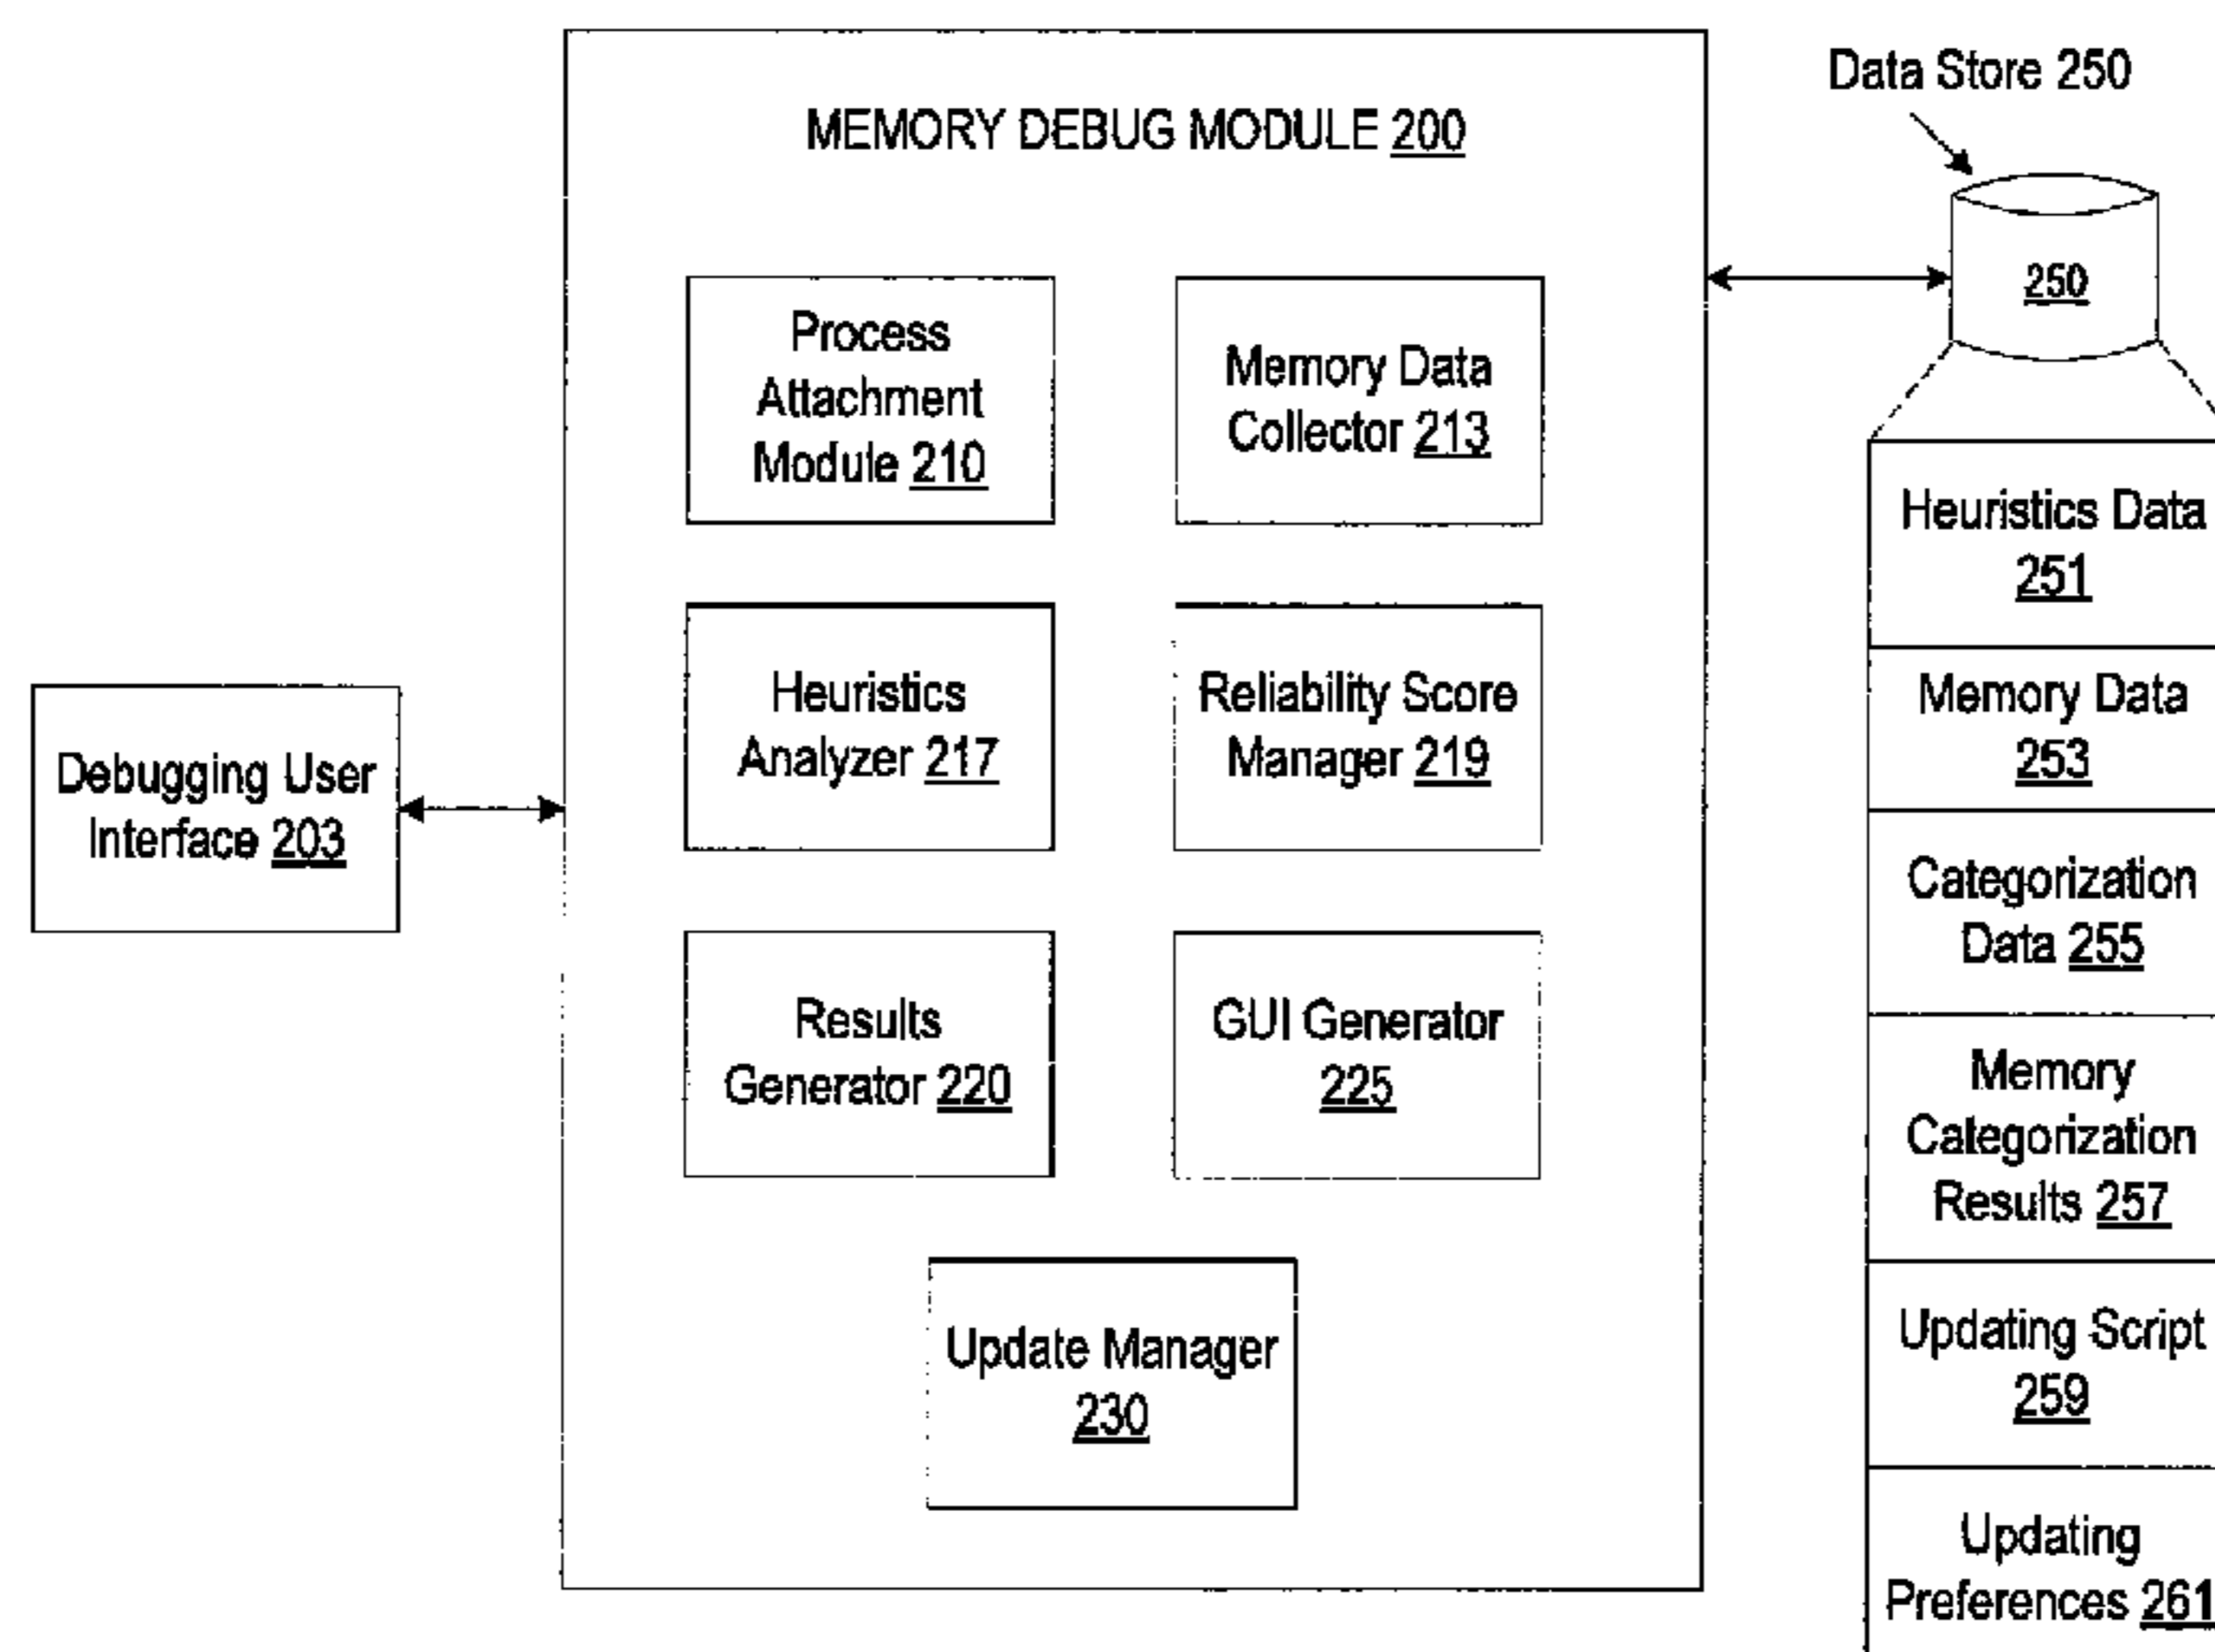 MEMORY DEBUG MODULE 200
Process
Attachment
Module 210
Memory Data
Collector 213
Heuristics
Analyzer 217
Reliability Score
Manager 219
Results
Generator 220
GUI Generator
225
Update Manager
230
Debugging User
Interface 203
Data Store 250
250
Heuristics Data
251
Memory Data
253
Categorization
Data 255
Memory
Categorization
Results 257
Updating Script
259
Updating
Preferences 261